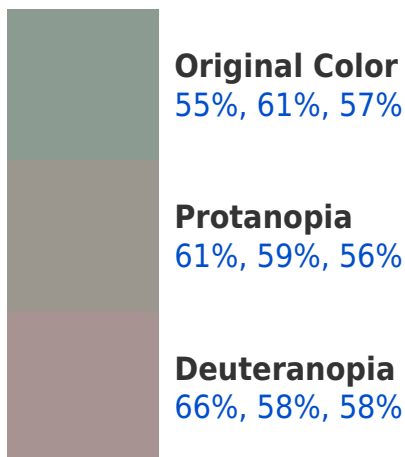 Original Color
55%, 61%, 57%
Protanopia
61%, 59%, 56%
Deuteranopia
66%, 58%, 58%